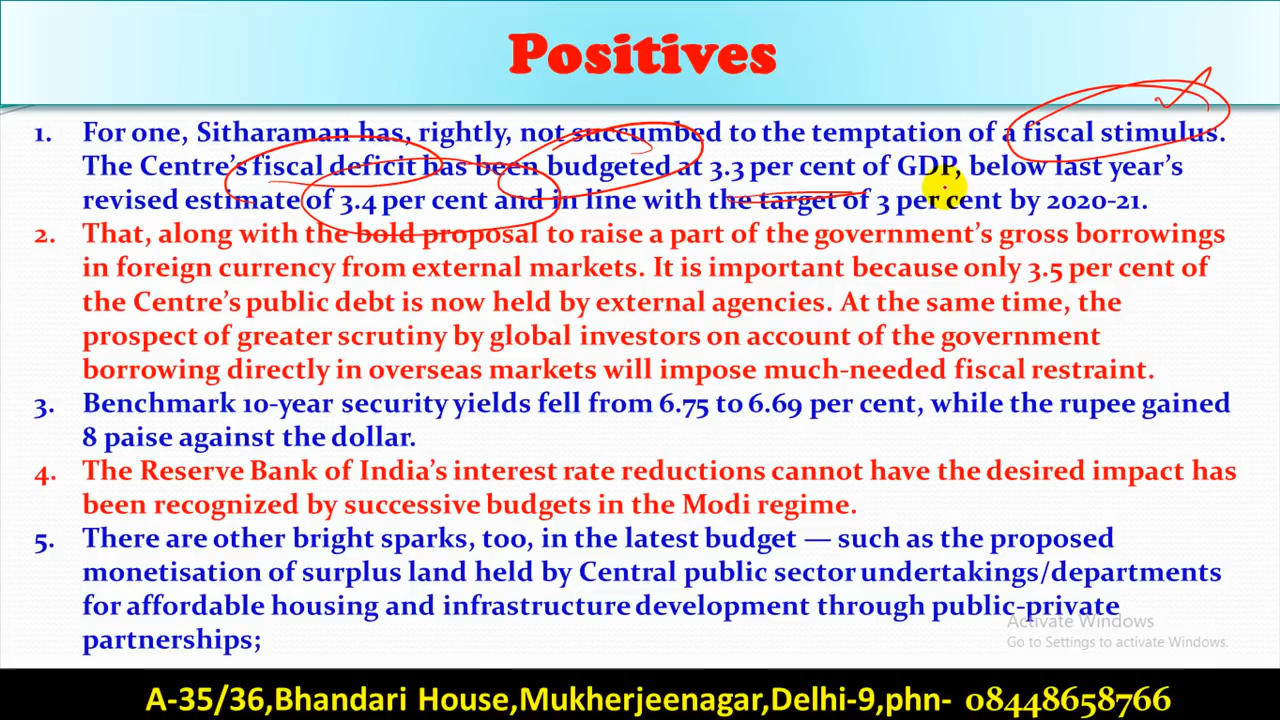 Positives
1. For one, Sitharaman has, rightly, not succumbed to the temptation of a fiscal stimulus.
The Centre's fiscal deficit has been budgeted at 3.3 per cent of GDP, below last year's
revised estimate of 3.4 per cent and in line with the target of 3 per cent by 2020-21.
2. That, along with the bold proposal to raise a part of the government's gross borrowings
in foreign currency from external markets. It is important because only 3.5 per cent of
the Centre's public debt is now held by external agencies. At the same time, the
prospect of greater scrutiny by global investors on account of the government
borrowing directly in overseas markets will impose much-needed fiscal restraint.
3. Benchmark 10-year security yields fell from 6.75 to 6.69 per cent, while the rupee gained
8 paise against the dollar.
4. The Reserve Bank of India's interest rate reductions cannot have the desired impact has
been recognized by successive budgets in the Modi regime.
5. There are other bright sparks, too, in the latest budget — such as the proposed
monetisation of surplus land held by Central public sector undertakings/departments
for affordable housing and infrastructure development through public-private
partnerships;
Activate Windows
Go to Settings to activate Windows.
A-35/36,Bhandari House,Mukherjeenagar,Delhi-9,phn- 08448658766